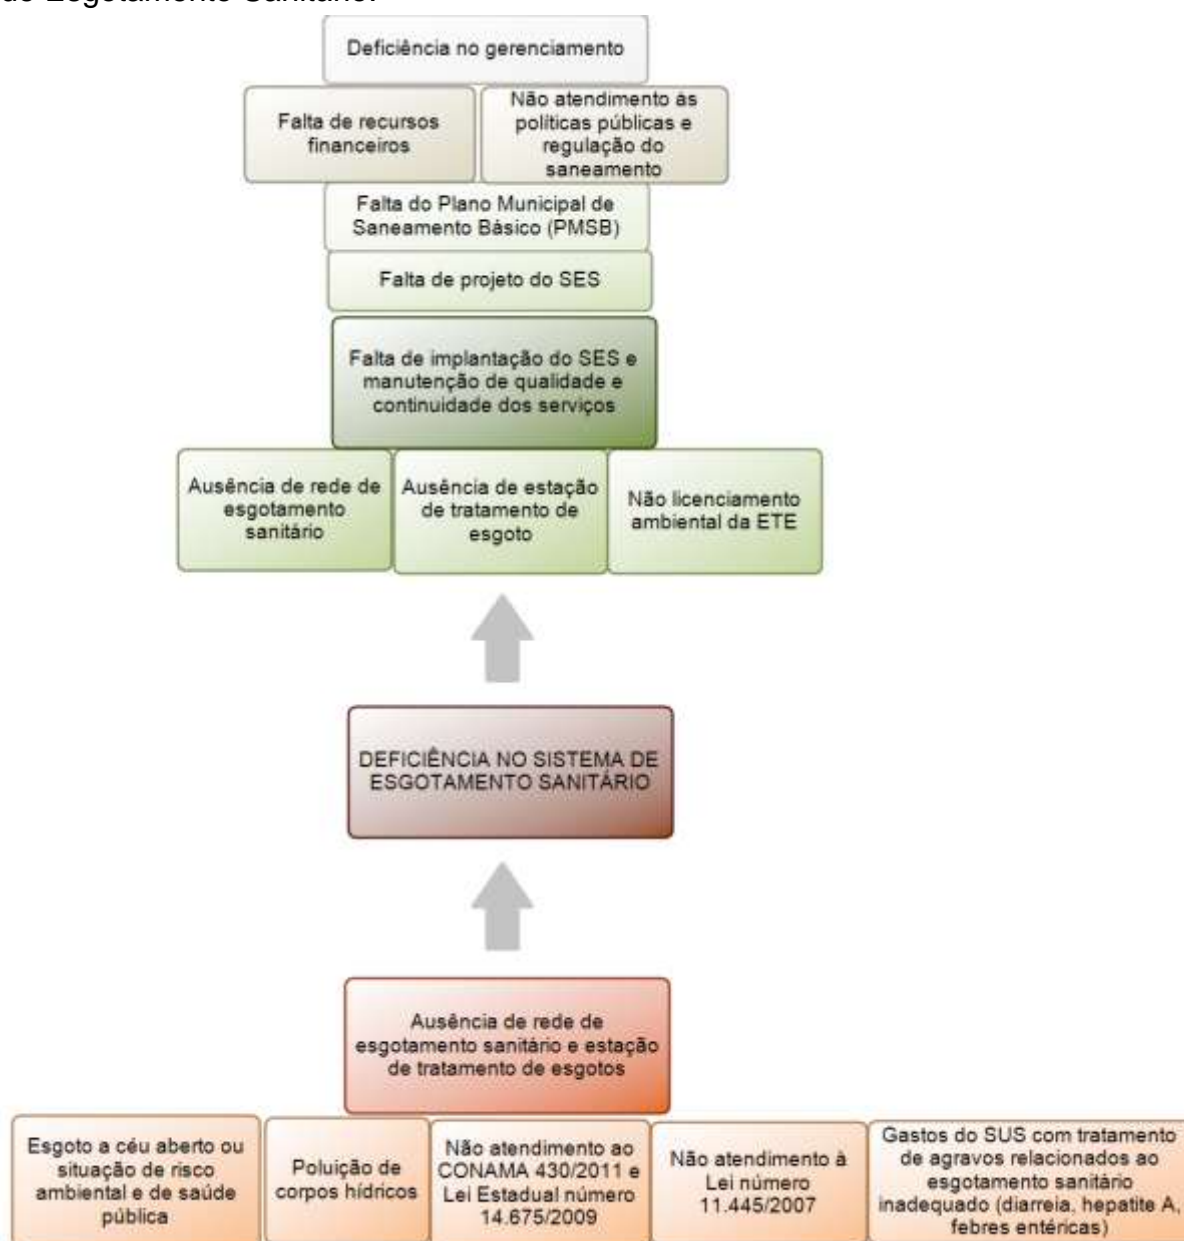 do Esgotamento Sanitário.
Deficiência no gerenciamento
Falta de recursos
financeiros
Não atendimento às
políticas públicas e
regulação do
saneamento
Falta do Plano Municipal de
Saneamento Básico (PMSB)
Falta de projeto do SES
Falta de implantação do SES e
manutenção de qualidade e
continuidade dos serviços
Ausência de rede de
esgotamento
sanitário
Ausência de estação
de tratamento de
esgoto
Não licenciamento
ambiental da ETE
DEFICIÊNCIA NO SISTEMA DE
ESGOTAMENTO SANITÁRIO
Ausência de rede de
esgotamento sanitário e estação
de tratamento de esgotos
Esgoto a céu aberto ou
situação de risco
ambiental e de saúde
pública
Poluição de
corpos hídricos
Não atendimento ao
CONAMA 430/2011 e
Lei Estadual número
14.675/2009
Não atendimento à
Lei número
11.445/2007
Gastos do SUS com tratamento
de agravos relacionados ao
esgotamento sanitário
inadequado (diarreia, hepatite A,
febres entéricas)